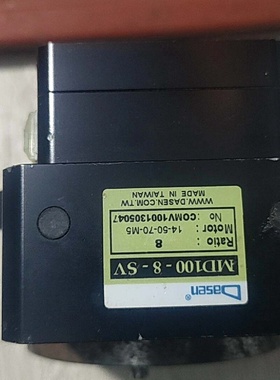 Dasen®
MD100-8-SV
Ratio : 8
Motor : 14-50-70-M5
No : COMV1001305047
WWW.DASEN.COM.TW
MADE IN TAIWAN